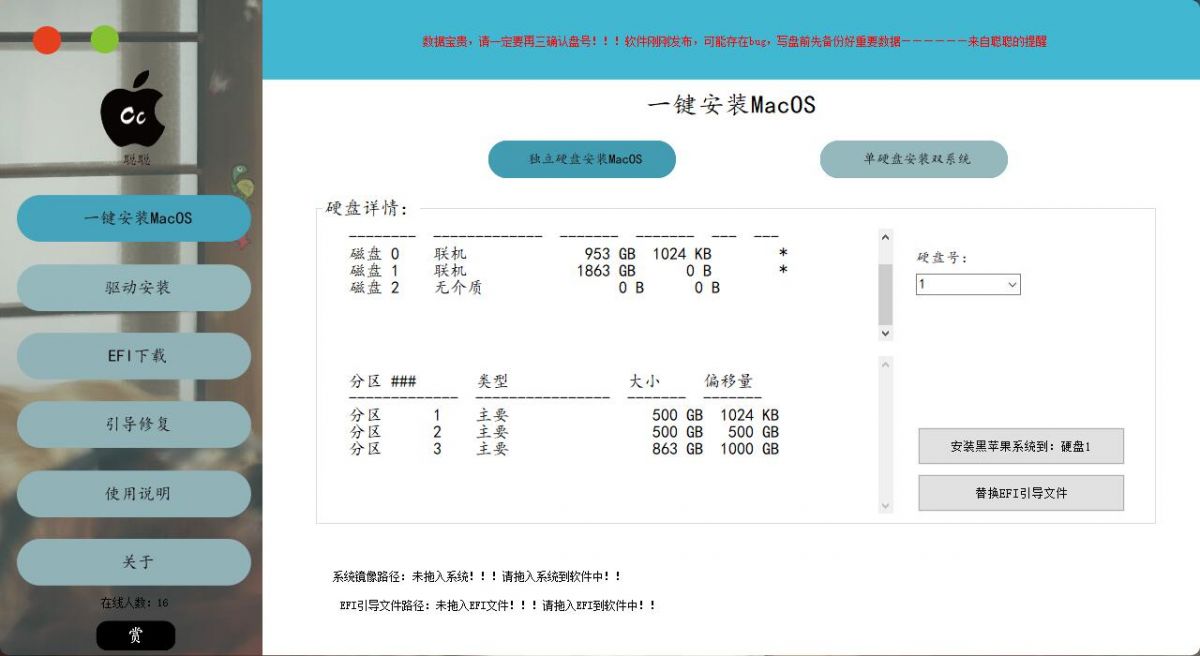 数据宝贵，请一定要再三确认盘号！！！软件刚刚发布，可能存在bug，写盘前先备份好重要数据——————来自聪聪的提醒
Cc
聪聪
一键安装MacOS
驱动安装
EFI下载
引导修复
使用说明
关于
在线人数：16
赏
一键安装MacOS
独立硬盘安装MacOS
单硬盘安装双系统
硬盘详情：
-------- ------------- ------- ------- --- ---
磁盘 0 联机 953 GB 1024 KB *
磁盘 1 联机 1863 GB 0 B *
磁盘 2 无介质 0 B 0 B
硬盘号：
1
分区 ### 类型 大小 偏移量
------------- ---------------- ------- -------
分区 1 主要 500 GB 1024 KB
分区 2 主要 500 GB 500 GB
分区 3 主要 863 GB 1000 GB
安装黑苹果系统到：硬盘1
替换EFI引导文件
系统镜像路径：未拖入系统！！！请拖入系统到软件中！！
EFI引导文件路径：未拖入EFI文件！！！请拖入EFI到软件中！！